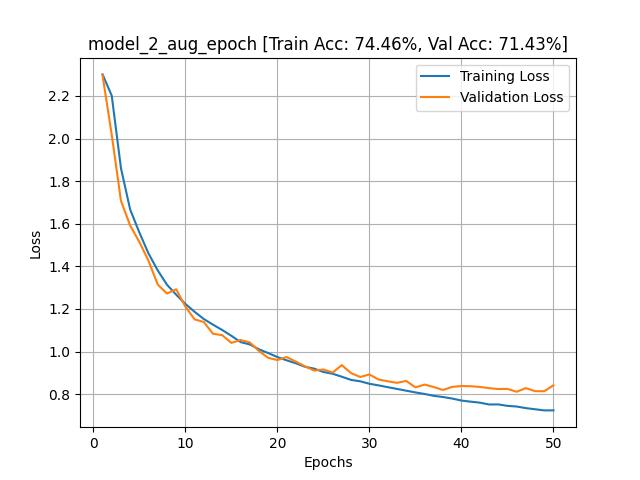 model_2_aug_epoch [Train Acc: 74.46%, Val Acc: 71.43%]
Training Loss
Validation Loss
2.2
2.0
1.8
1.6
1.4
1.2
1.0
0.8
Loss
0 10 20 30 40 50
Epochs